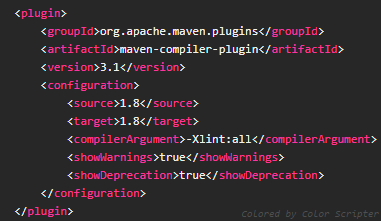 <plugin>
<groupId>org.apache.maven.plugins</groupId>
<artifactId>maven-compiler-plugin</artifactId>
<version>3.1</version>
<configuration>
<source>1.8</source>
<target>1.8</target>
<compilerArgument>-Xlint:all</compilerArgument>
<showWarnings>true</showWarnings>
<showDeprecation>true</showDeprecation>
</configuration>
</plugin>
Colored by Color Scripter